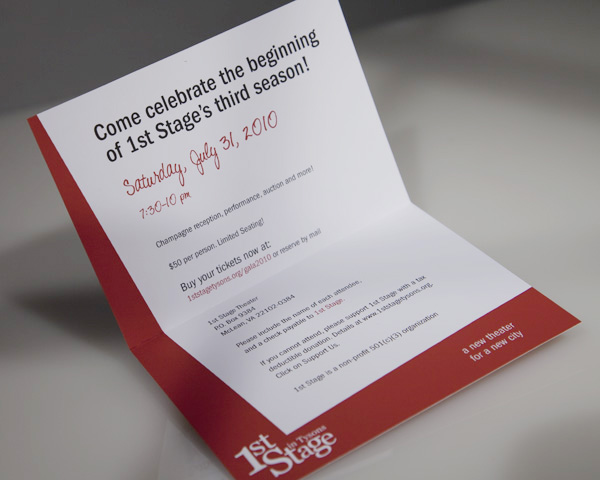 Come celebrate the beginning
of 1st Stage's third season!
Saturday, July 31, 2010
7:30-10 pm
Champagne reception, performance, auction and more!
$50 per person. Limited Seating!
Buy your tickets now at:
1ststagetysons.org/gala2010 or reserve by mail
1st Stage Theater
P.O. Box 9384
McLean, VA 22102-0384
Please include the name of each attendee,
and a check payable to 1st Stage.
If you cannot attend, please support 1st Stage with a tax
deductible donation. Details at www.1ststagetysons.org,
Click on Support Us.
1st Stage is a non-profit 501(c)(3) organization
a new theater
for a new city
1st Stage
in Tysons